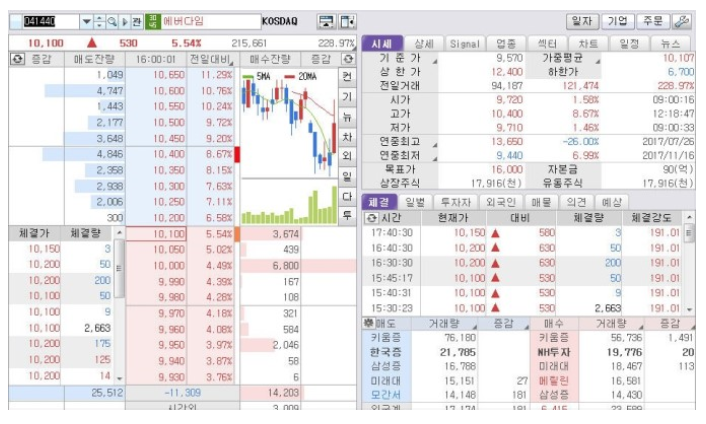 041440 관 에버다임 KOSDAQ 일자 기업 주문
10,100 ▲ 530 5.54% 215,661 228.97%
증감 매도잔량 16:00:01 전일대비 매수잔량 증감
1,049 10,650 11.29% 5MA 20MA 컨
4,747 10,600 10.76% 기
1,443 10,550 10.24% 뉴
2,177 10,500 9.72%
3,648 10,450 9.20% 차
4,846 10,400 8.67% 외
2,358 10,350 8.15%
2,938 10,300 7.63% 일
2,006 10,250 7.11% 다
300 10,200 6.58% 투
체결가 체결량 10,100 5.54% 3,674
10,150 3 10,050 5.02% 439
10,200 50 10,000 4.49% 6,800
10,200 200 9,990 4.39% 167
10,100 50 9,980 4.28% 108
10,100 9 9,970 4.18% 321
10,100 2,663 9,960 4.08% 584
10,200 175 9,950 3.97% 2,046
10,200 125 9,940 3.87% 58
10,200 14 9,930 3.76% 6
25,512 -11,309 14,203
시간외 3,009
시세 상세 Signal 업종 섹터 차트 일정 뉴스
기 준 가 9,570 가중평균 10,107
상 한 가 12,400 하한가 6,700
전일거래 94,187 121,474 228.97%
시가 9,720 1.58% 09:00:16
고가 10,400 8.67% 12:18:47
저가 9,710 1.46% 09:00:33
연중최고 13,650 -26.00% 2017/07/26
연중최저 9,440 6.99% 2017/11/16
목표가 16,000 자본금 90(억)
상장주식 17,916(천) 유동주식 17,916(천)
체결 일별 투자자 외국인 매물 의견 예상
시간 현재가 대비 체결량 체결강도
17:40:30 10,150 ▲ 580 3 191.01
16:40:30 10,200 ▲ 630 50 191.01
16:30:30 10,200 ▲ 630 200 191.01
15:45:17 10,100 ▲ 530 50 191.01
15:40:31 10,100 ▲ 530 9 191.01
15:30:23 10,100 ▲ 530 2,663 191.01
매도 거래량 증감 매수 거래량 증감
키움증 76,180 키움증 56,736 1,491
한국증 21,785 NH투자 19,776 20
삼성증 16,788 미래대 18,467 113
미래대 15,151 27 메릴린 16,581
모간서 14,148 181 삼성증 14,430
외국계 17,174 181 6,415 23,589